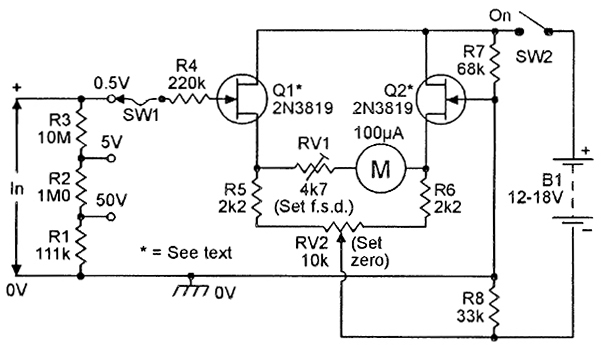 On
SW2
R4
220k
R7
68k
+
0.5V
SW1
Q1*
2N3819
Q2*
2N3819
R3
10M
5V
100µA
RV1
M
4k7
(Set f.s.d.)
In
R2
1M0
50V
R5
2k2
R6
2k2
+
B1
12-18V
−
R1
111k
* = See text
RV2
10k
(Set
zero)
0V
0V
R8
33k